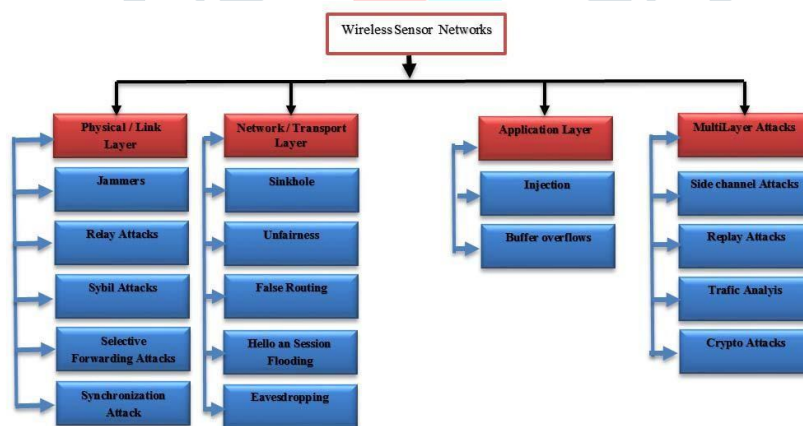 Wireless Sensor Networks
Physical / Link
Layer
Jammers
Relay Attacks
Sybil Attacks
Selective
Forwarding Attacks
Synchronization
Attack
Network / Transport
Layer
Sinkhole
Unfairness
False Routing
Hello an Session
Flooding
Eavesdropping
Application Layer
Injection
Buffer overflows
MultiLayer Attacks
Side channel Attacks
Replay Attacks
Trafic Analyis
Crypto Attacks